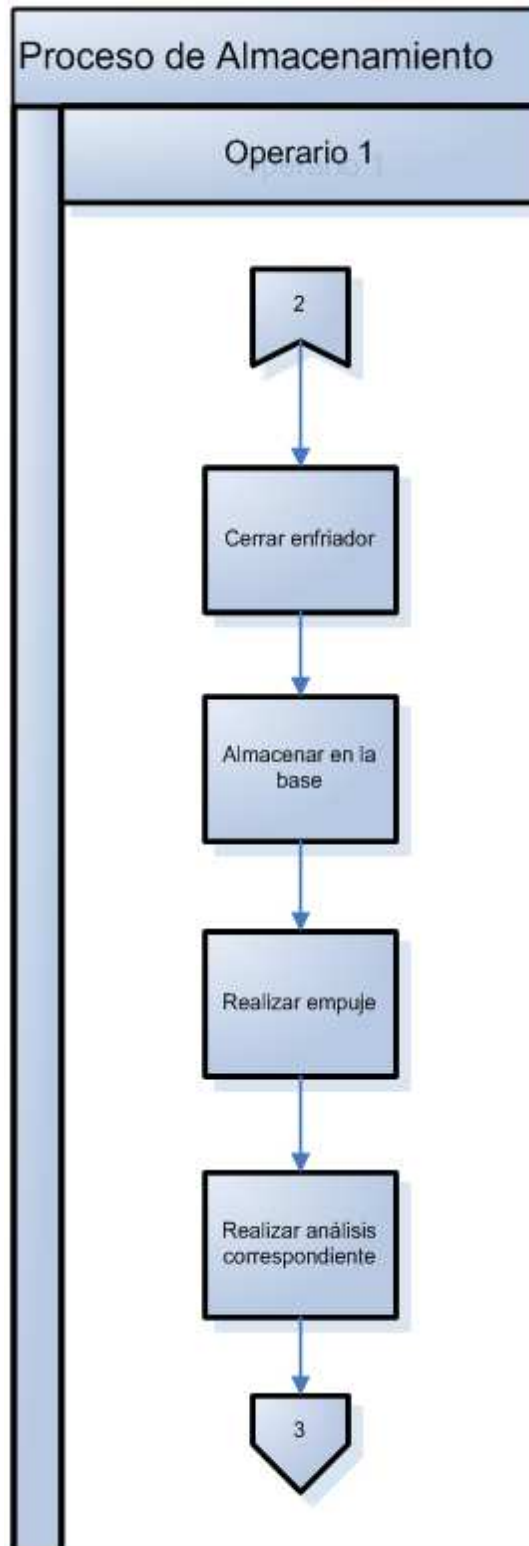 Proceso de Almacenamiento
Operario 1
2
Cerrar enfriador
Almacenar en la
base
Realizar empuje
Realizar análisis
correspondiente
3